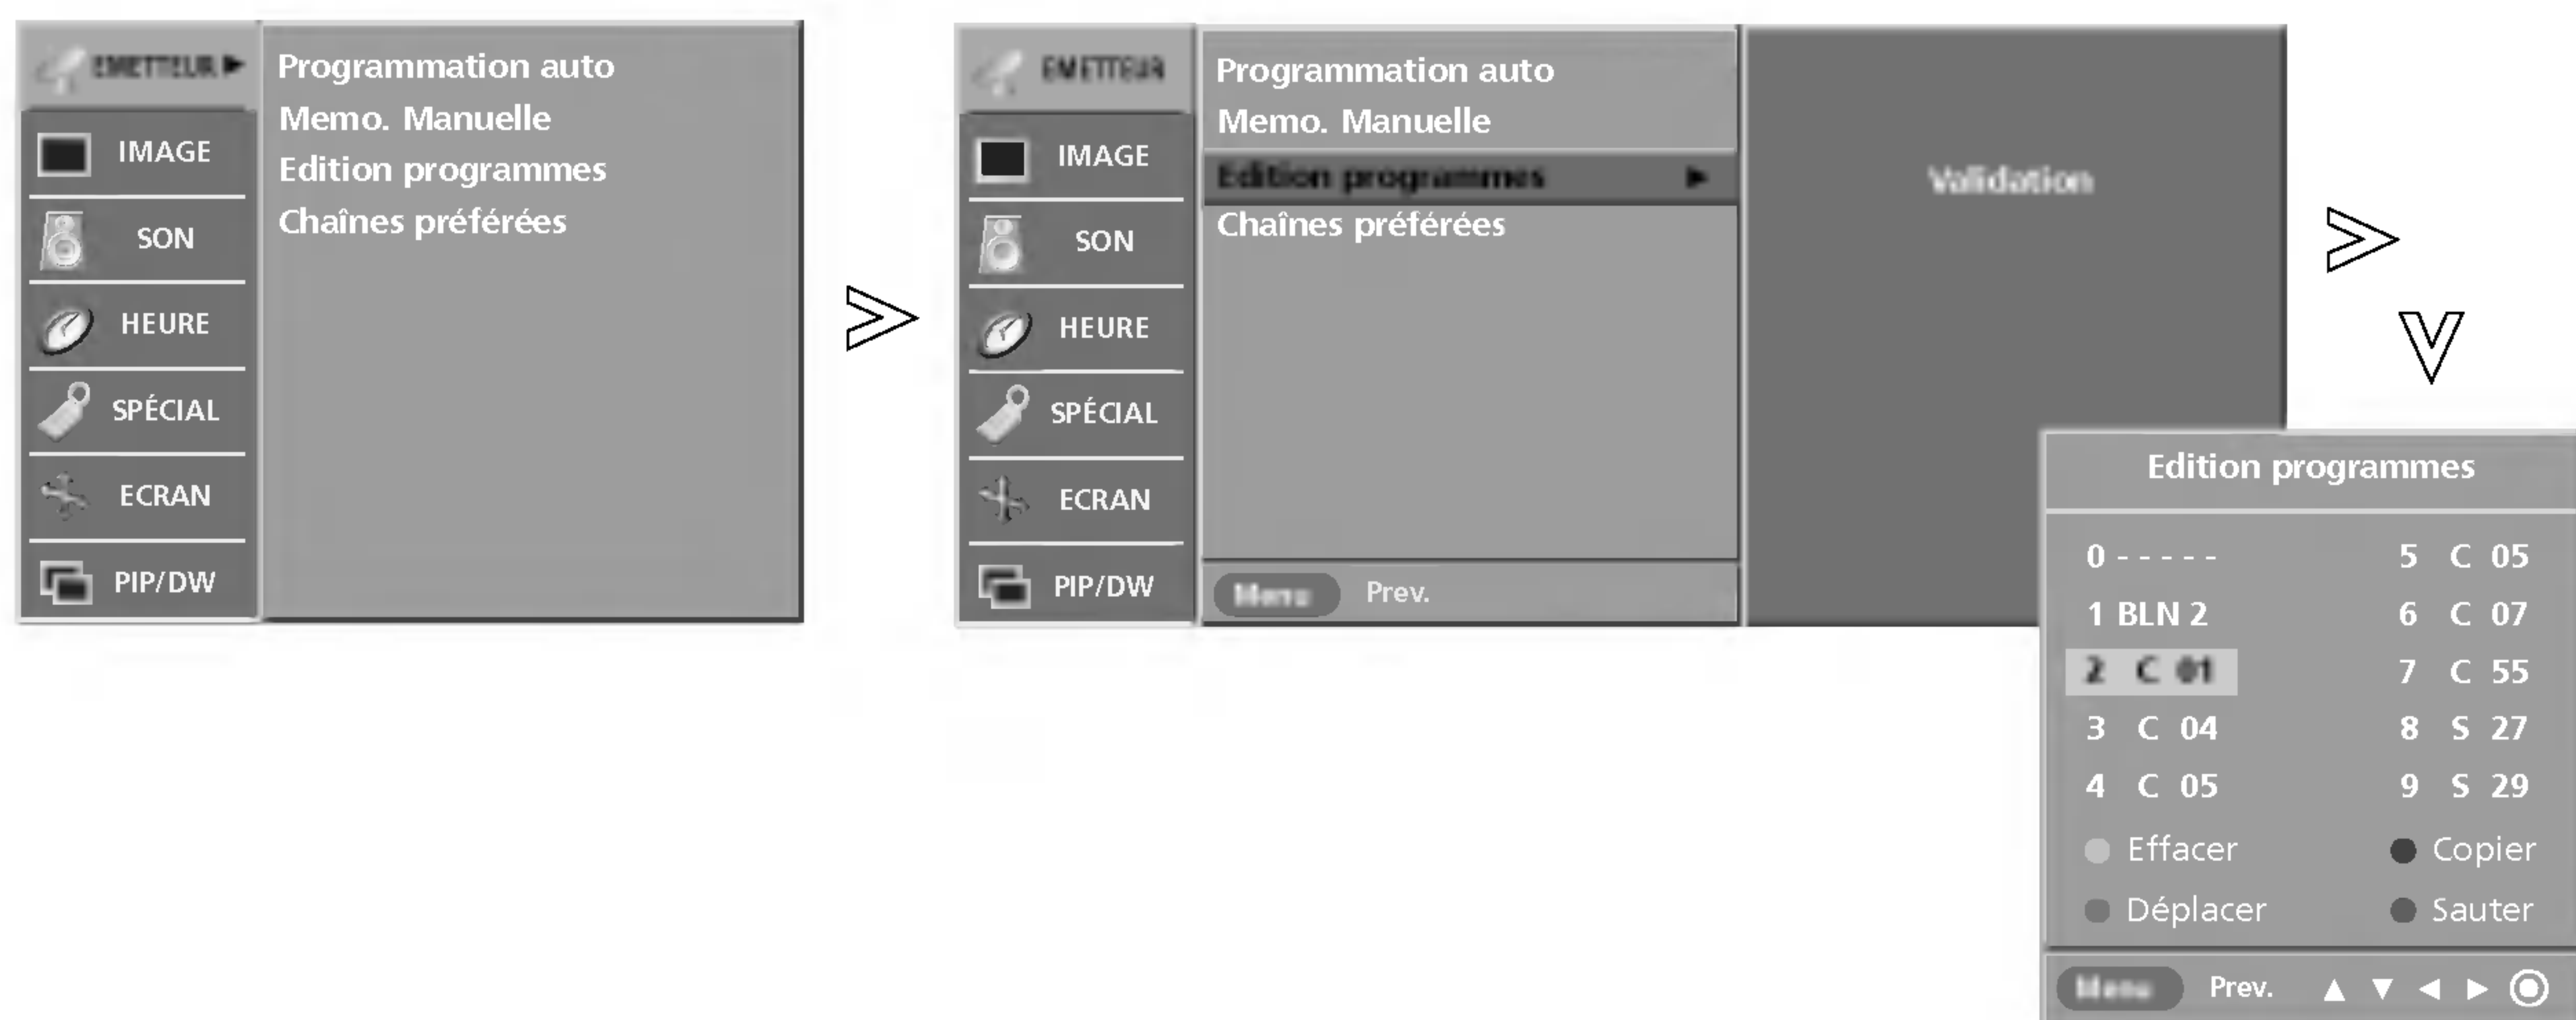 EMETTEUR ►
IMAGE
SON
HEURE
SPÉCIAL
ECRAN
PIP/DW
Programmation auto
Memo. Manuelle
Edition programmes
Chaînes préférées
EMETTEUR
IMAGE
SON
HEURE
SPÉCIAL
ECRAN
PIP/DW
Programmation auto
Memo. Manuelle
Edition programmes ►
Chaînes préférées
Menu Prev.
Validation
Edition programmes
0 - - - - - 5 C 05
1 BLN 2 6 C 07
2 C 01 7 C 55
3 C 04 8 S 27
4 C 05 9 S 29
Effacer Copier
Déplacer Sauter
Menu Prev. ▲ ▼ ◄ ►